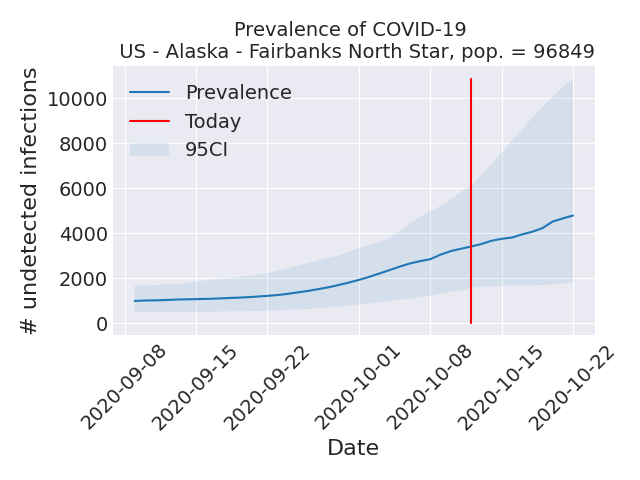 Prevalence of COVID-19
US - Alaska - Fairbanks North Star, pop. = 96849
# undetected infections
10000
8000
6000
4000
2000
0
Prevalence
Today
95CI
2020-09-08
2020-09-15
2020-09-22
2020-10-01
2020-10-08
2020-10-15
2020-10-22
Date